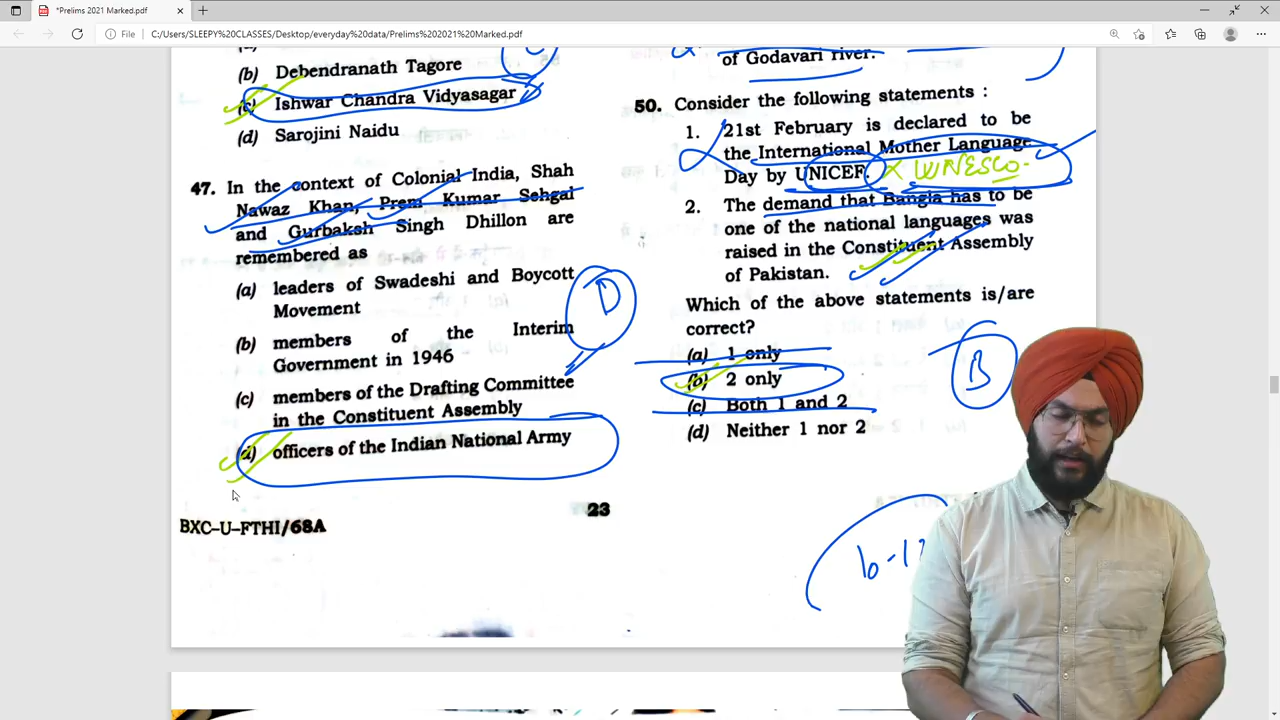 *Prelims 2021 Marked.pdf
File
C:/Users/SLEEPY%20CLASSES/Desktop/everyday%20data/Prelims%202021%20Marked.pdf
(b) Debendranath Tagore
(c) Ishwar Chandra Vidyasagar
(d) Sarojini Naidu
47. In the context of Colonial India, Shah
Nawaz Khan, Prem Kumar Sehgal
and Gurbaksh Singh Dhillon are
remembered as
(a) leaders of Swadeshi and Boycott
Movement
(b) members of the Interim
Government in 1946
(c) members of the Drafting Committee
in the Constituent Assembly
(d) officers of the Indian National Army
D
BXC-U-FTHI/68A
23
of Godavari river.
50. Consider the following statements :
1. 21st February is declared to be
the International Mother Language
Day by UNICEF. X UNESCO
2. The demand that Bangla has to be
one of the national languages was
raised in the Constituent Assembly
of Pakistan.
Which of the above statements is/are
correct?
(a) 1 only
(b) 2 only
(c) Both 1 and 2
(d) Neither 1 nor 2
B